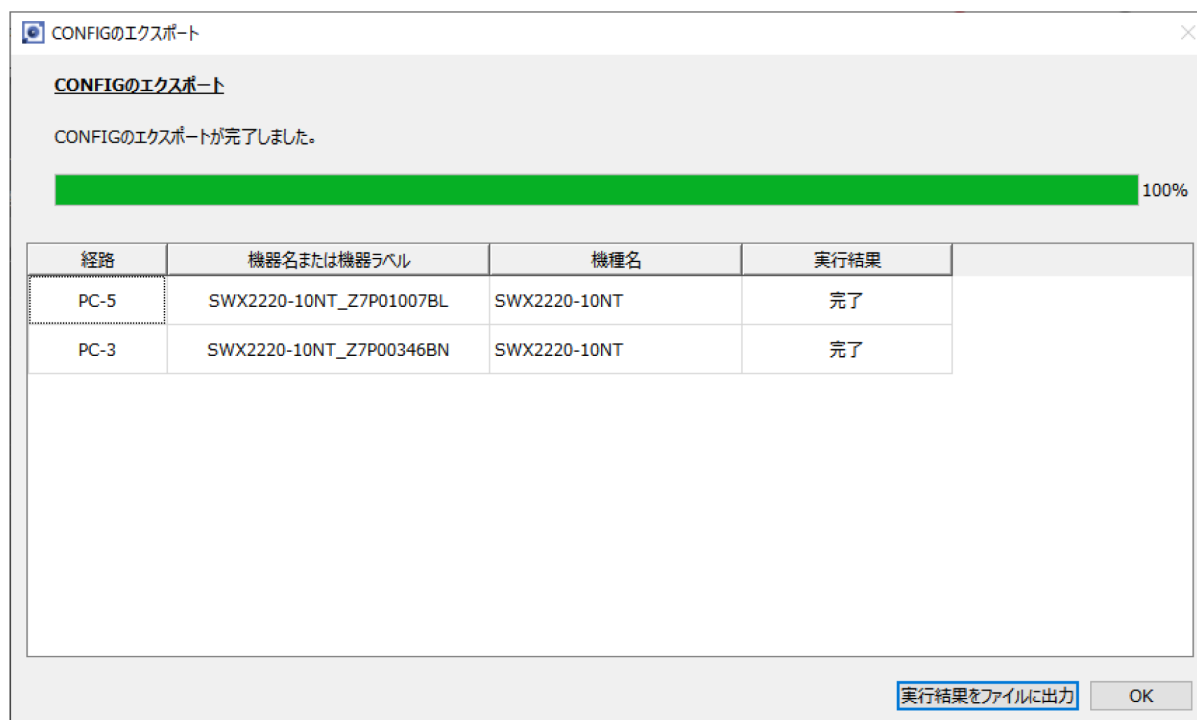 CONFIGのエクスポート
CONFIGのエクスポート
CONFIGのエクスポートが完了しました。
100%
経路 機器名または機器ラベル 機種名 実行結果
PC-5 SWX2220-10NT_Z7P01007BL SWX2220-10NT 完了
PC-3 SWX2220-10NT_Z7P00346BN SWX2220-10NT 完了
実行結果をファイルに出力 OK